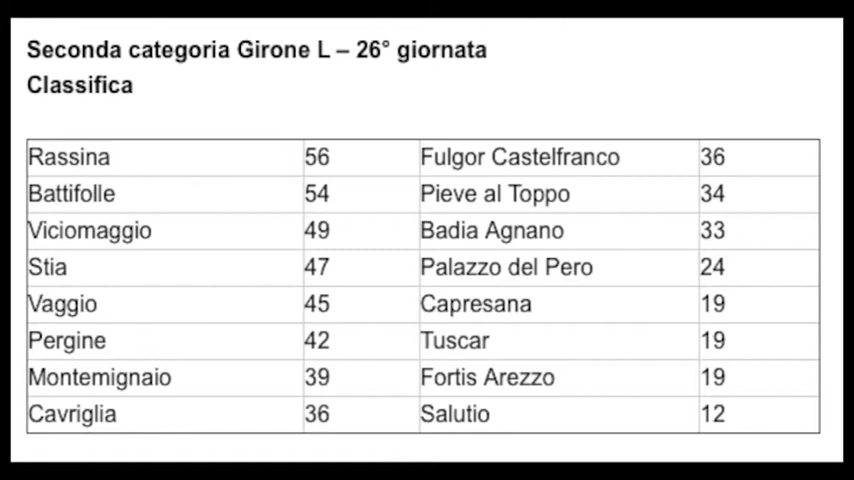 Seconda categoria Girone L – 26° giornata
Classifica
Rassina 56 Fulgor Castelfranco 36
Battifolle 54 Pieve al Toppo 34
Viciomaggio 49 Badia Agnano 33
Stia 47 Palazzo del Pero 24
Vaggio 45 Capresana 19
Pergine 42 Tuscar 19
Montemignaio 39 Fortis Arezzo 19
Cavriglia 36 Salutio 12